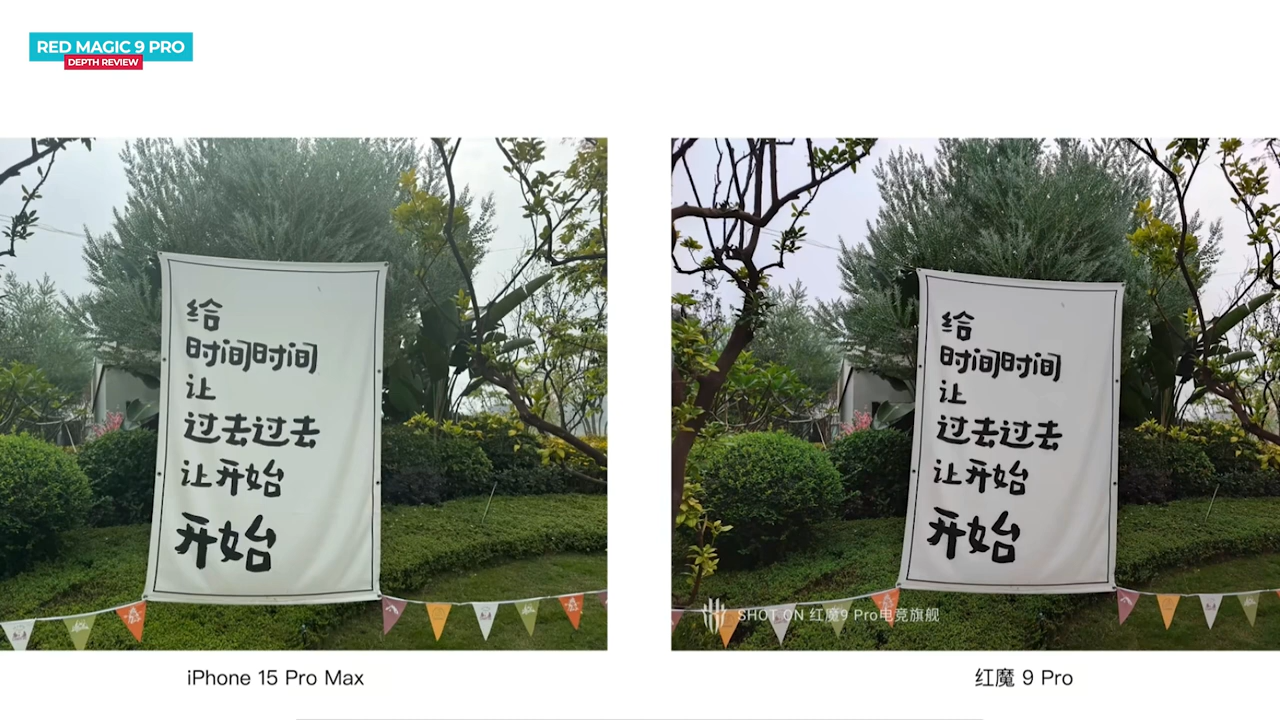 RED MAGIC 9 PRO
DEPTH REVIEW
给
时间时间
让
过去过去
让开始
开始
给
时间时间
让
过去过去
让开始
开始
SHOT ON 红魔9 Pro电竞旗舰
iPhone 15 Pro Max
红魔 9 Pro